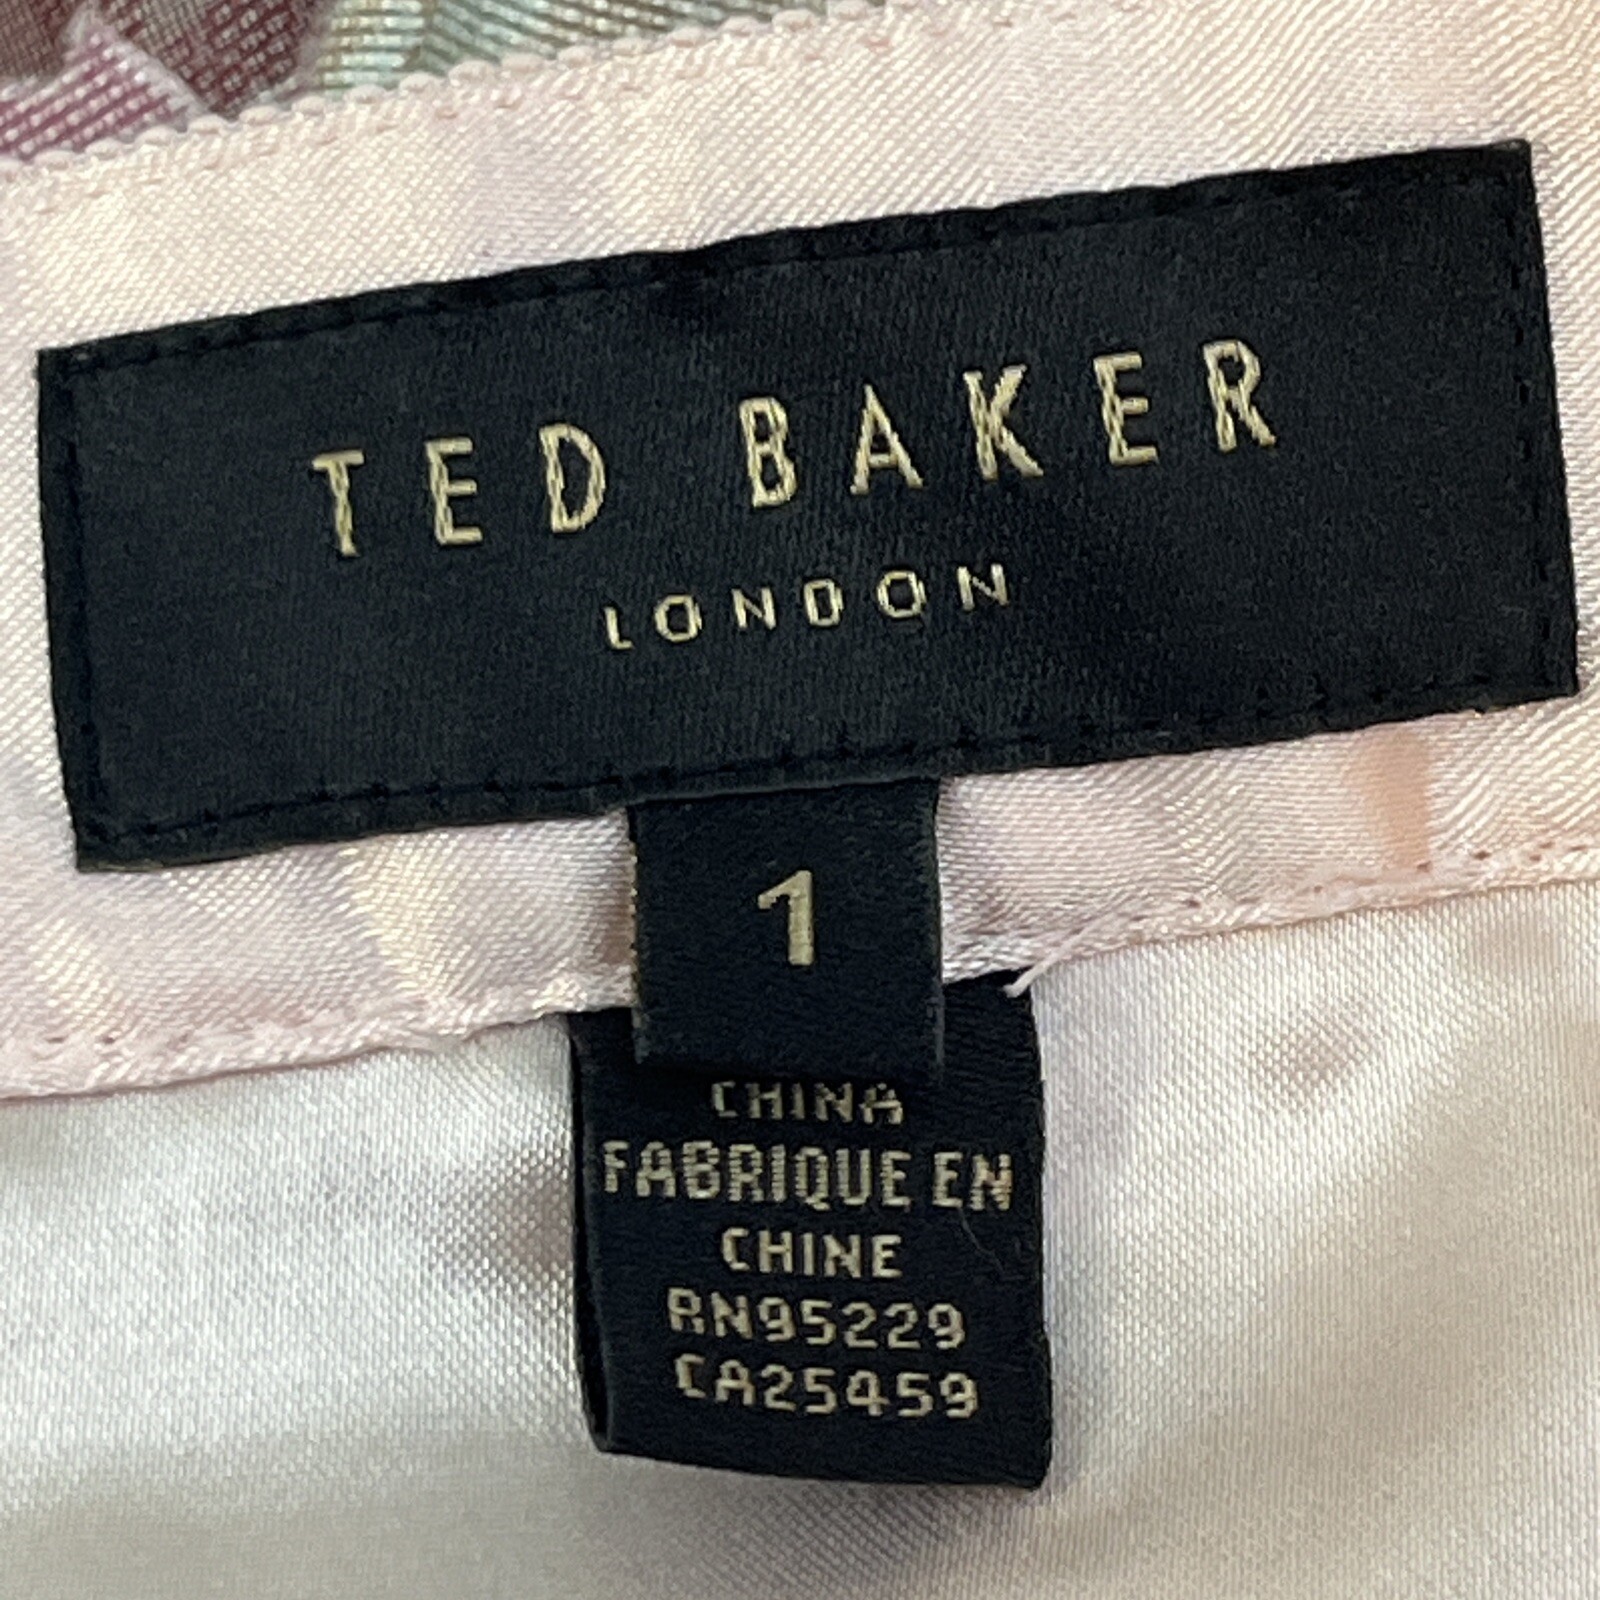 TED BAKER
LONDON
1
CHINA
FABRIQUE EN
CHINE
RN95229
CA25459